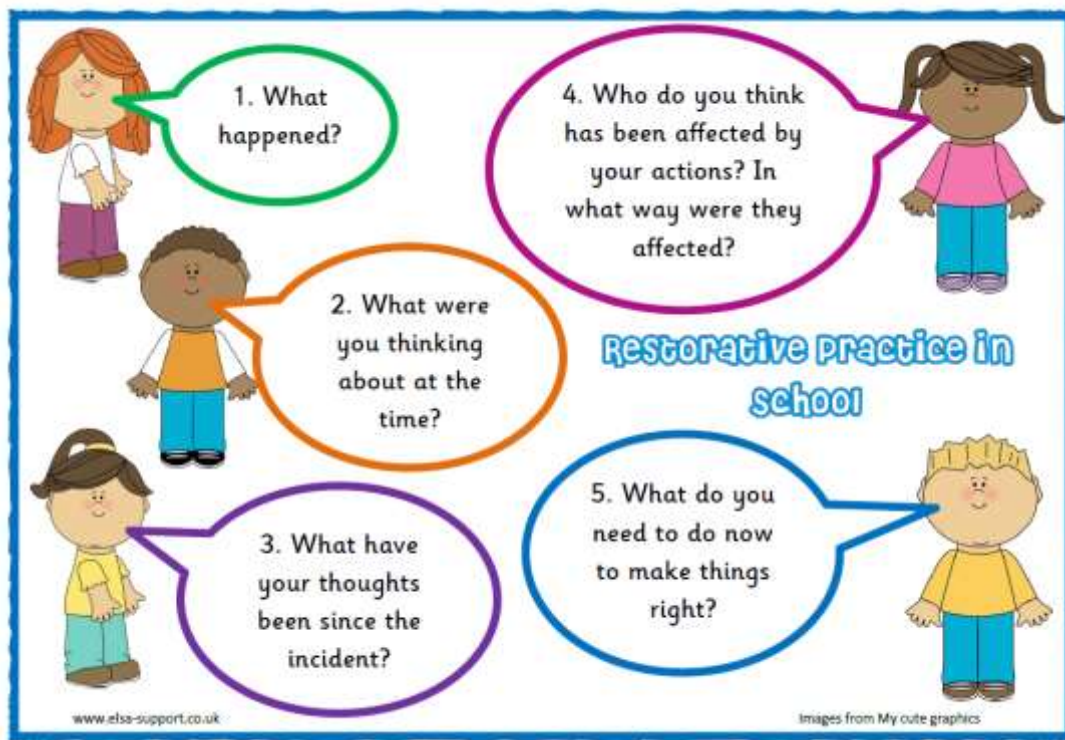 1. What
happened?
2. What were
you thinking
about at the
time?
3. What have
your thoughts
been since the
incident?
4. Who do you think
has been affected by
your actions? In
what way were they
affected?
Restorative practice in
school
5. What do you
need to do now
to make things
right?
www.elsa-support.co.uk
Images from My cute graphics